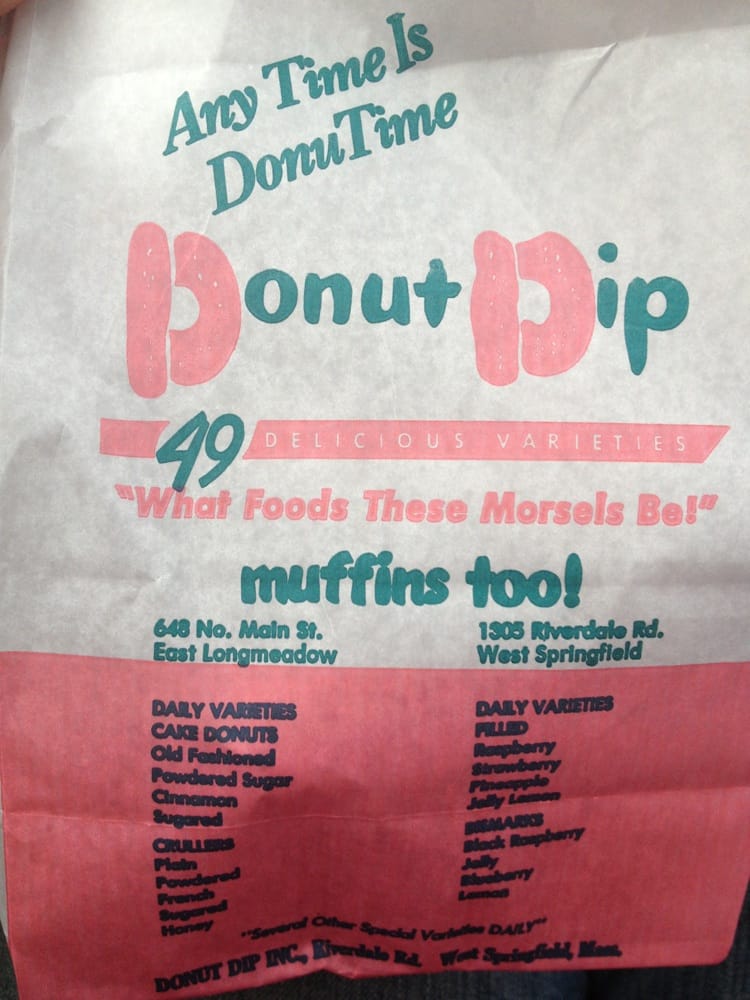 Any Time Is
DonuTime
Donut Dip
49 DELICIOUS VARIETIES
"What Foods These Morsels Be!"
muffins too!
648 No. Main St.
East Longmeadow
1305 Riverdale Rd.
West Springfield
DAILY VARIETIES
CAKE DONUTS
Old Fashioned
Powdered Sugar
Cinnamon
Sugared
CRULLERS
Plain
Powdered
French
Sugared
Honey
DAILY VARIETIES
FILLED
Raspberry
Strawberry
Pineapple
Jelly Lemon
BISMARKS
Black Raspberry
Jelly
Blueberry
Lemon
"Several Other Special Varieties DAILY"
DONUT DIP INC., Riverdale Rd. West Springfield, Mass.